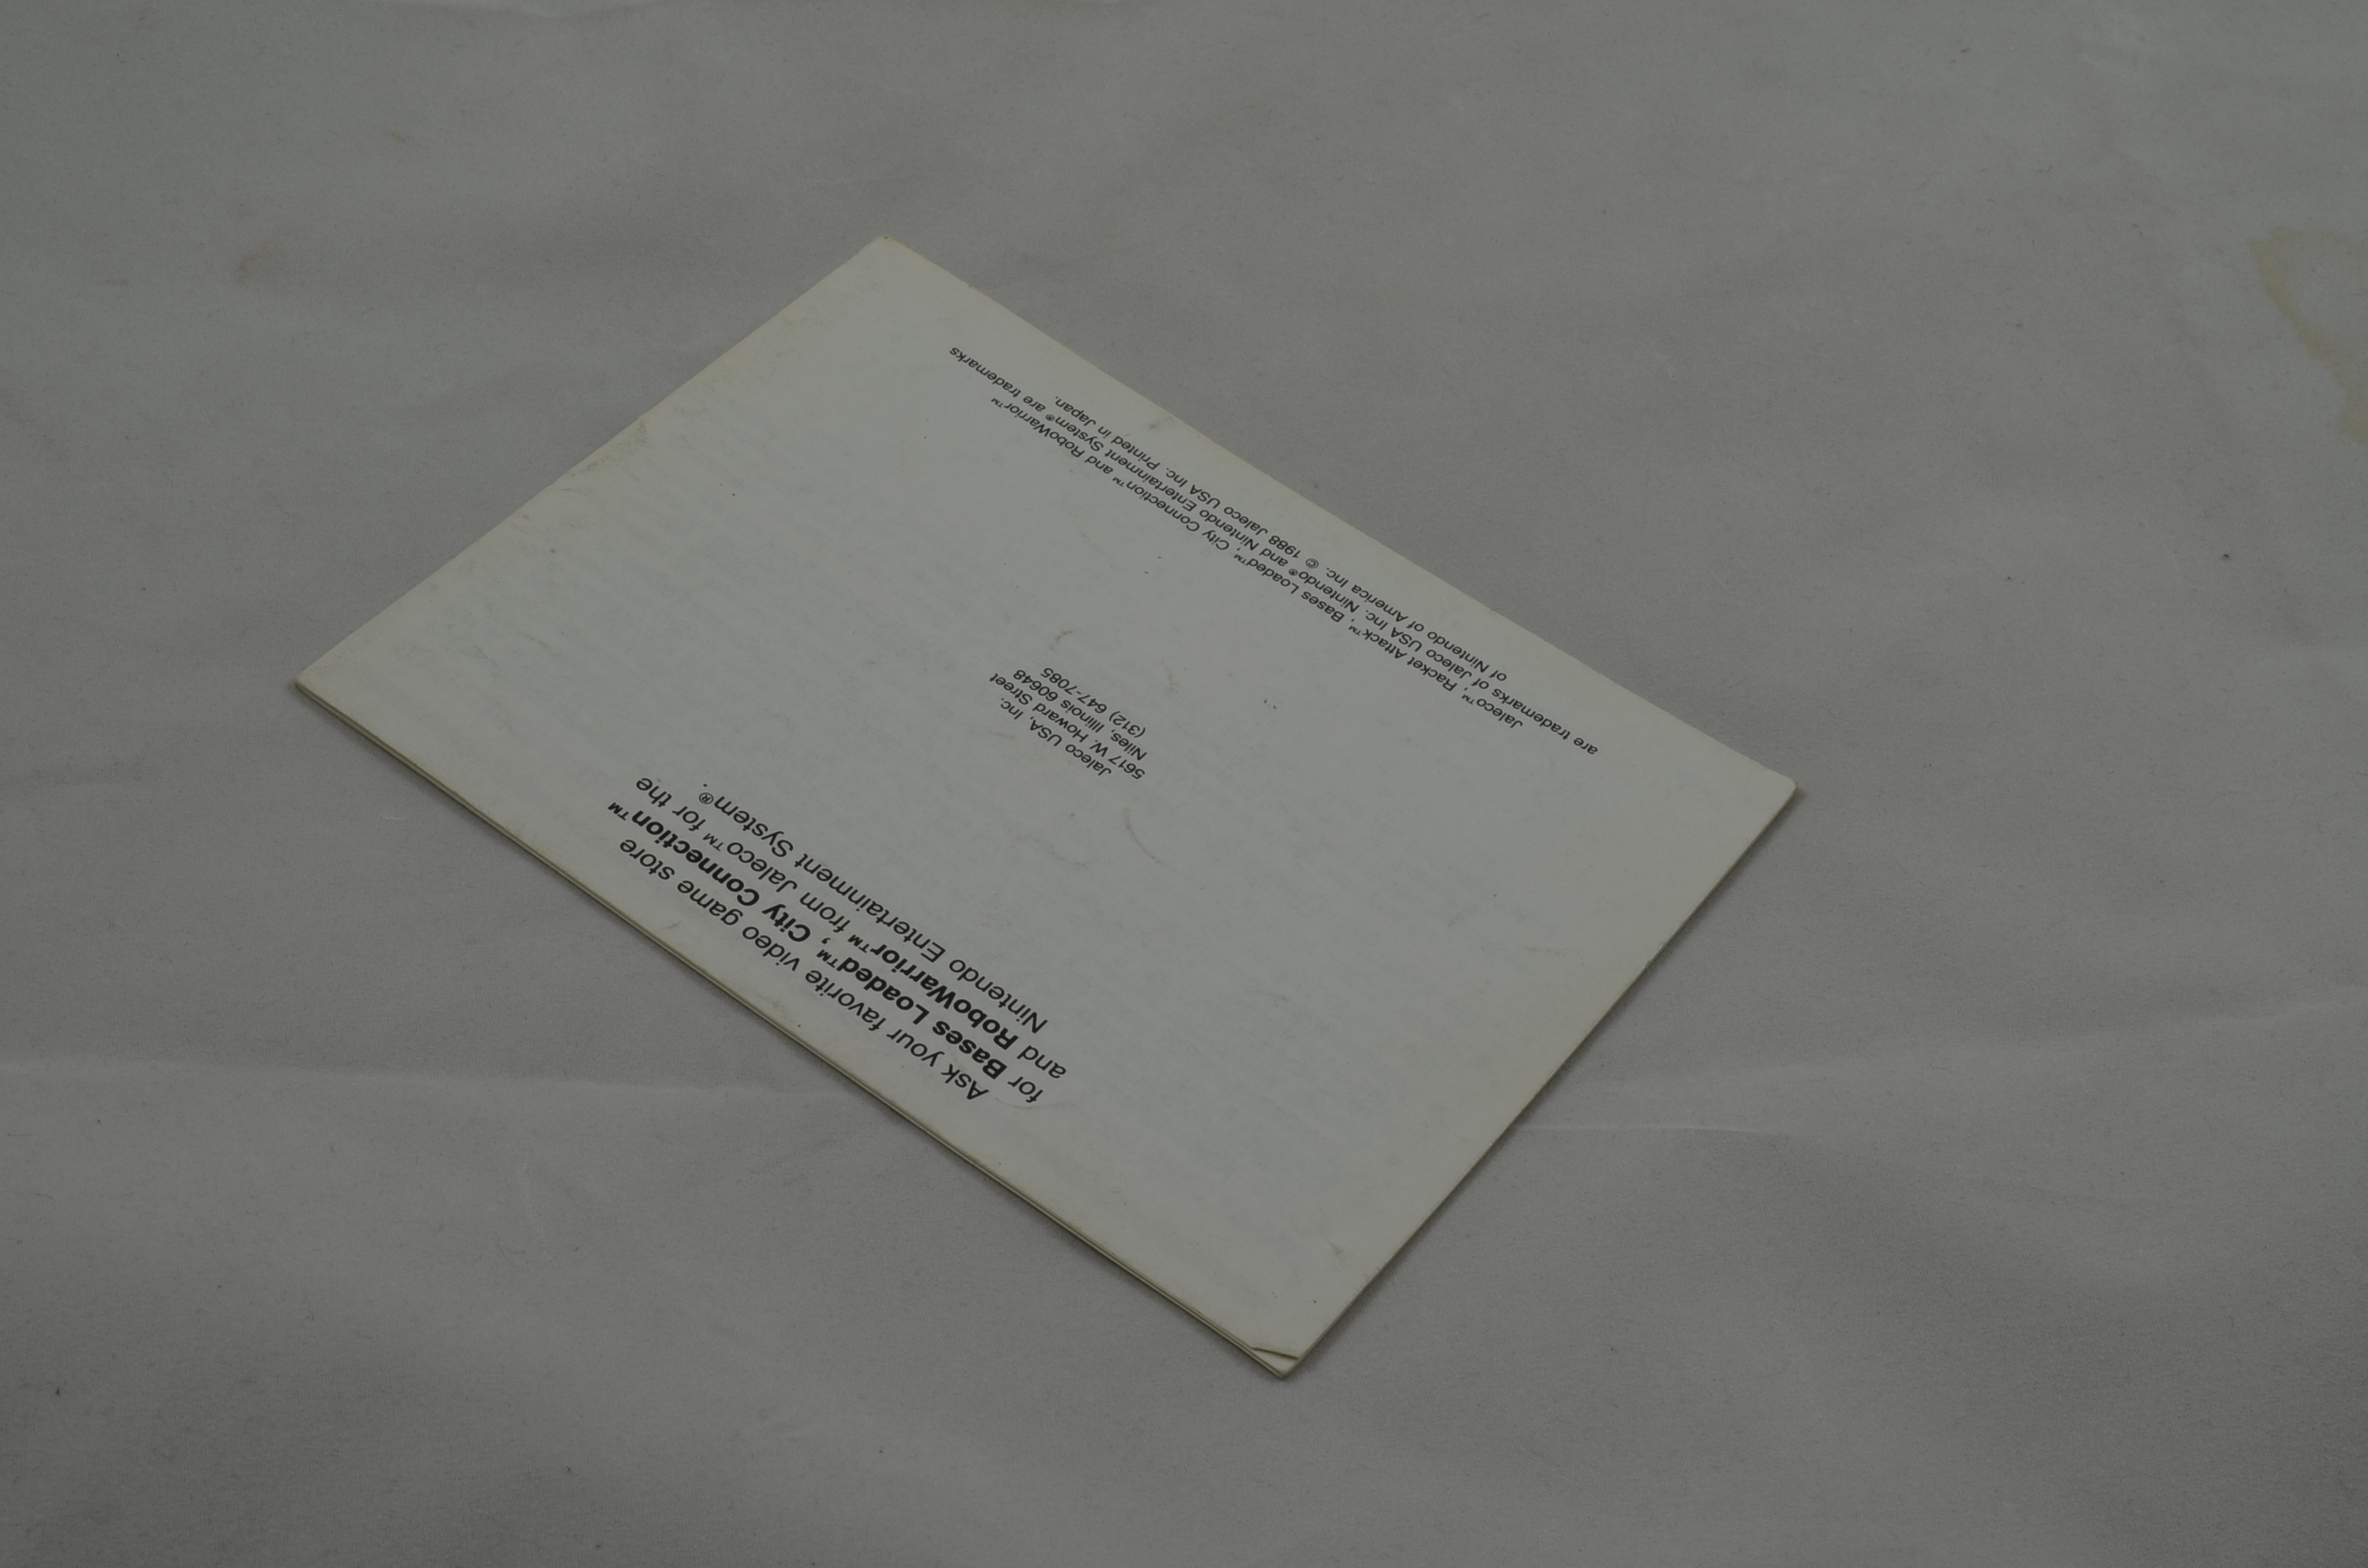 Ask your favorite video game store
for Bases Loaded™, City Connection™
and RoboWarrior™ from Jaleco™ for the
Nintendo Entertainment System®.
Jaleco USA, Inc.
5617 W. Howard Street
Niles, Illinois 60648
(312) 647-7085
Jaleco™, Racket Attack™, Bases Loaded™, City Connection™ and RoboWarrior™
are trademarks of Jaleco USA Inc. Nintendo® and Nintendo Entertainment System® are trademarks
of Nintendo of America Inc. © 1988 Jaleco USA Inc. Printed in Japan.